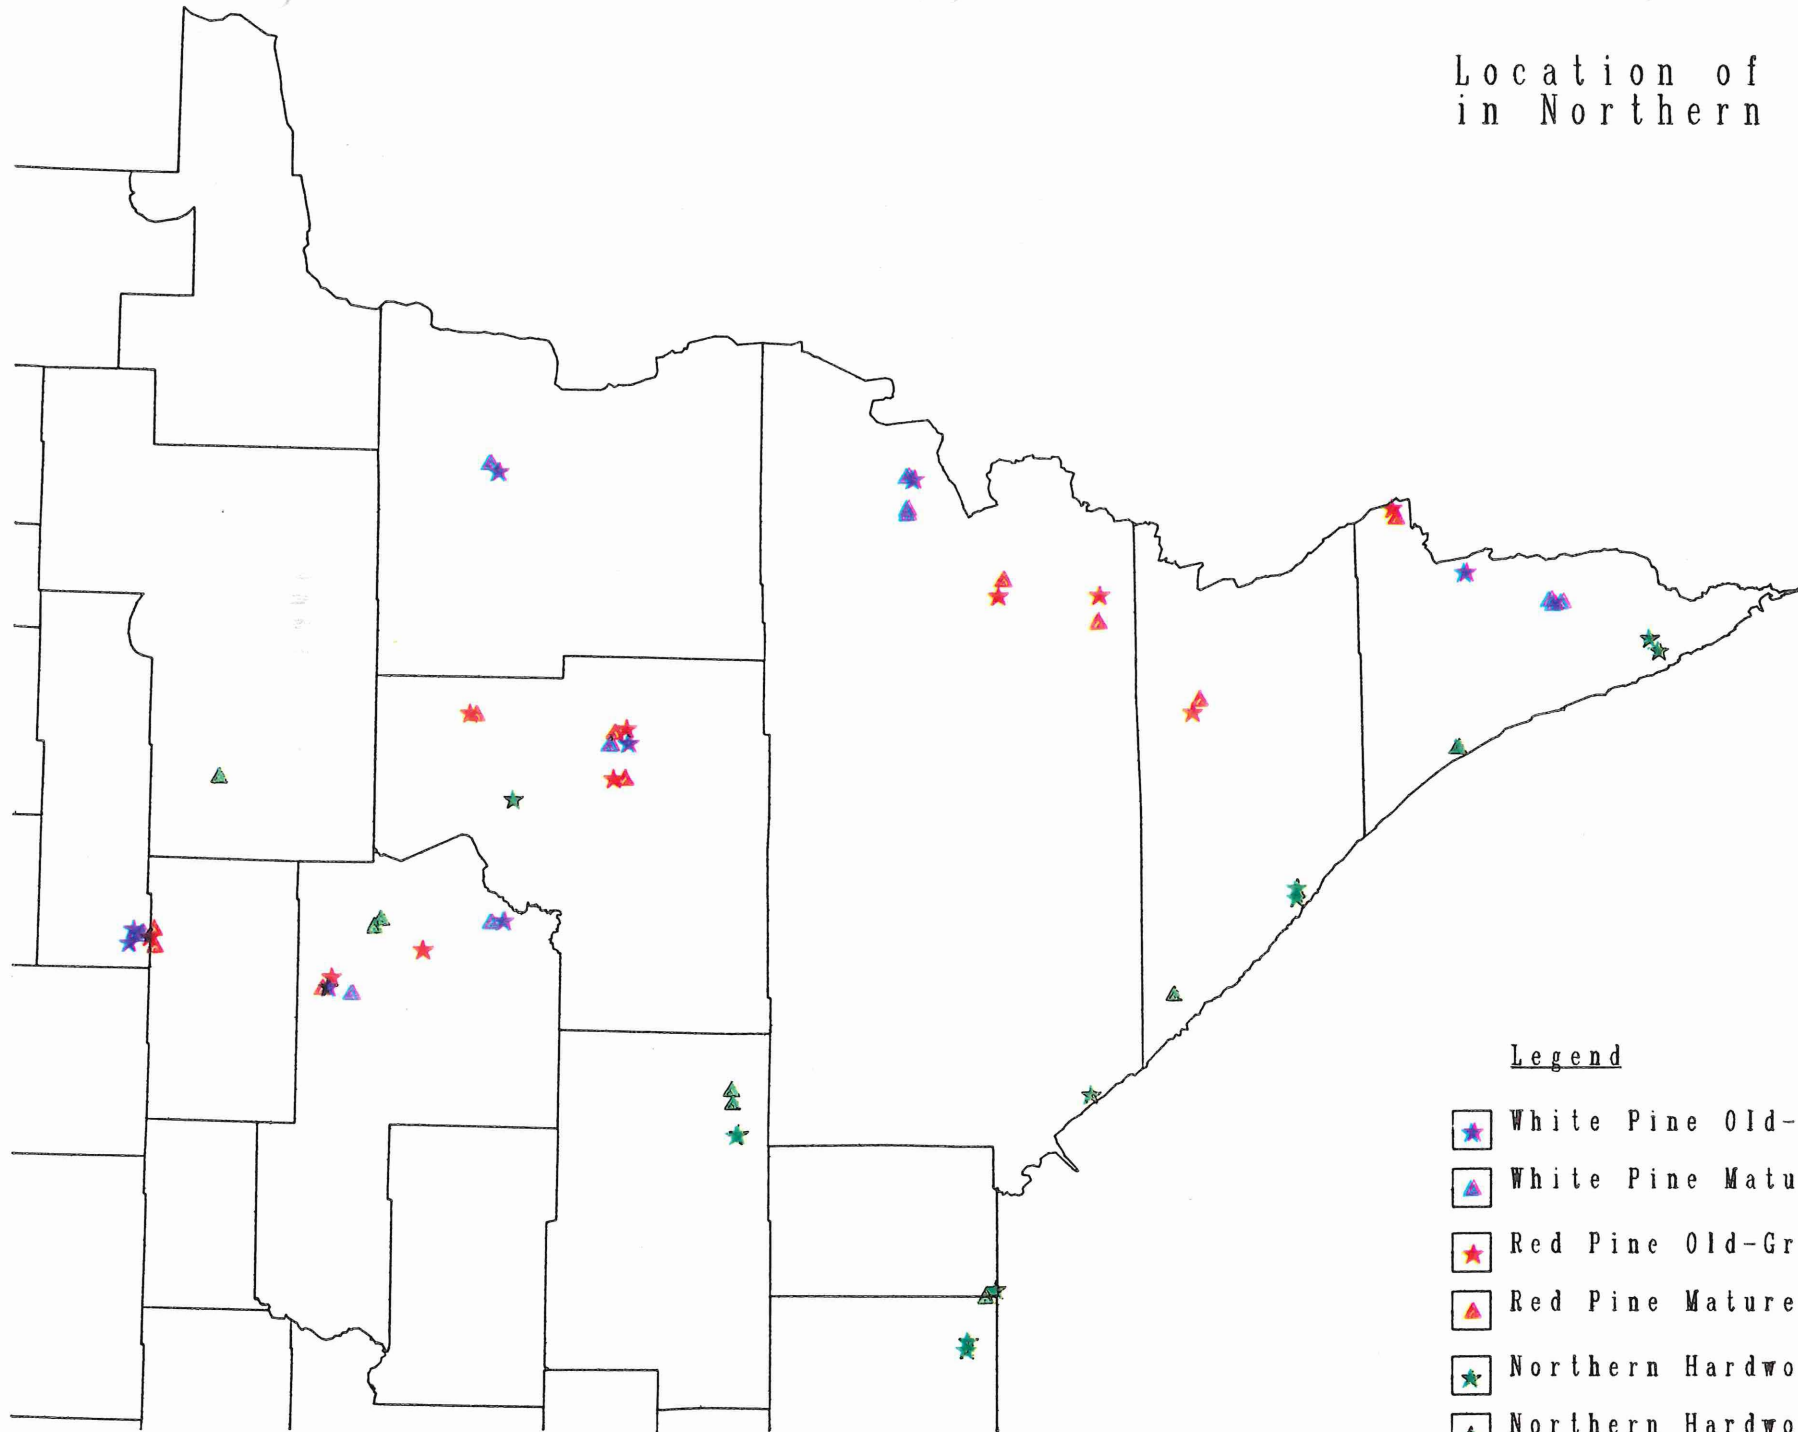 Location of
in Northern
Legend
White Pine Old-
White Pine Matu
Red Pine Old-Gr
Red Pine Mature
Northern Hardwo
Northern Hardwo